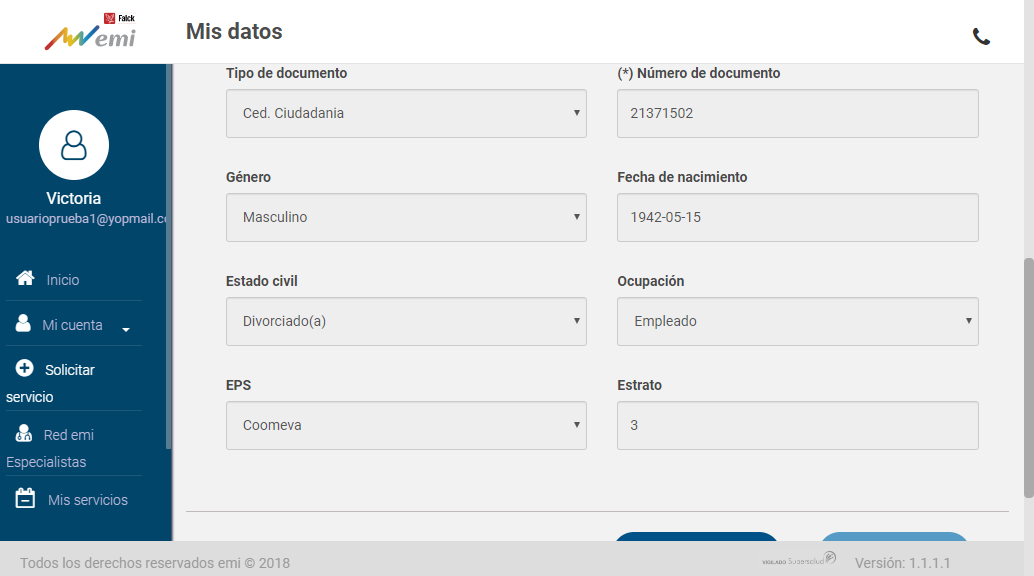 Falck
emi
Mis datos
Tipo de documento
(*) Número de documento
Ced. Ciudadania
21371502
Victoria
usuarioprueba1@yopmail.c
Género
Fecha de nacimiento
Masculino
1942-05-15
Inicio
Mi cuenta
Solicitar
servicio
Red emi
Especialistas
Mis servicios
Estado civil
Ocupación
Divorciado(a)
Empleado
EPS
Estrato
Coomeva
3
Todos los derechos reservados emi © 2018
VIGILADO Supersalud
Versión: 1.1.1.1